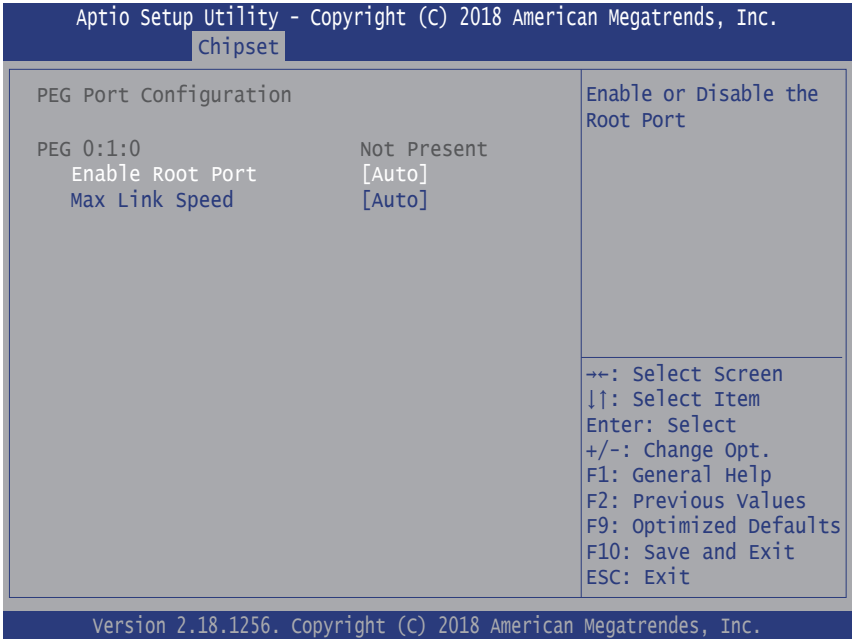 Aptio Setup Utility - Copyright (C) 2018 American Megatrends, Inc.
Chipset
PEG Port Configuration
PEG 0:1:0 Not Present
Enable Root Port [Auto]
Max Link Speed [Auto]
Enable or Disable the
Root Port
→←: Select Screen
↓↑: Select Item
Enter: Select
+/-: Change Opt.
F1: General Help
F2: Previous Values
F9: Optimized Defaults
F10: Save and Exit
ESC: Exit
Version 2.18.1256. Copyright (C) 2018 American Megatrendes, Inc.